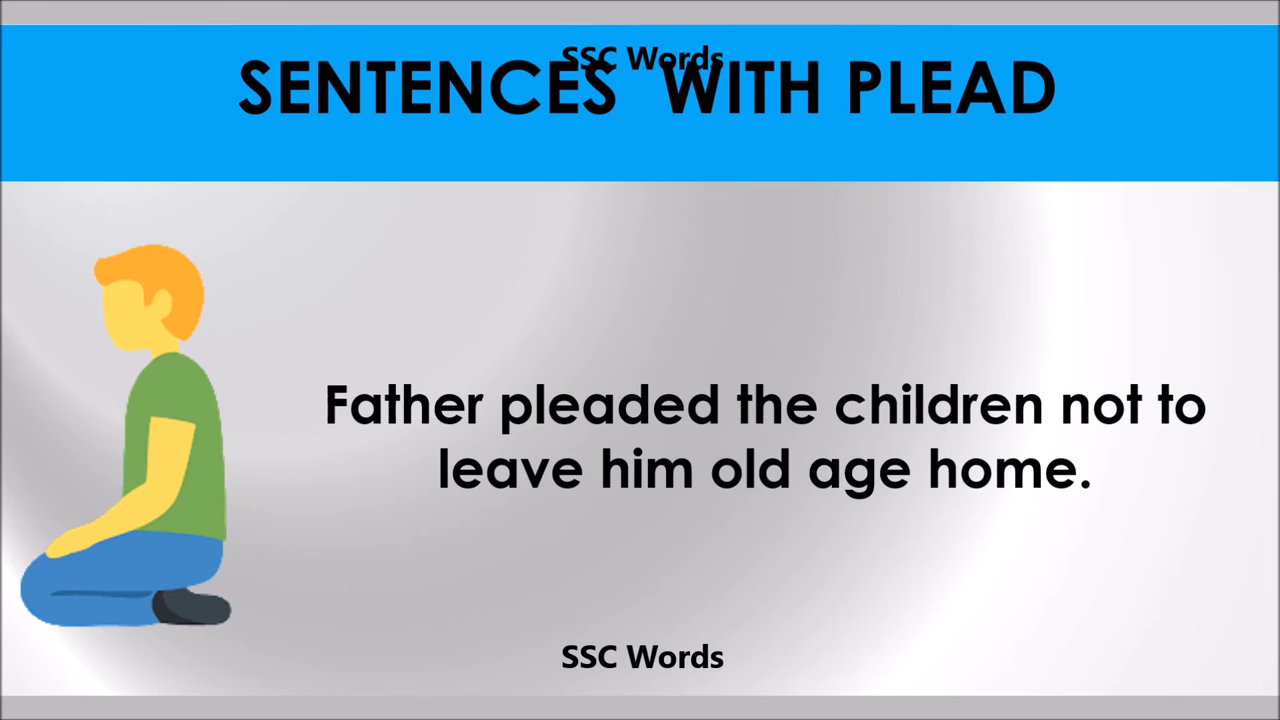 SSC Words
SENTENCES WITH PLEAD
Father pleaded the children not to
leave him old age home.
SSC Words